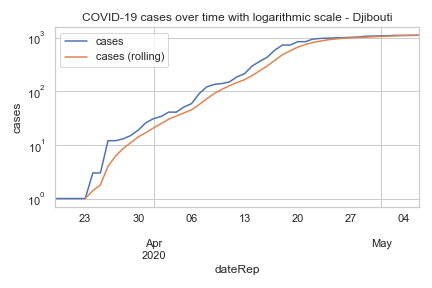 COVID-19 cases over time with logarithmic scale - Djibouti
cases
cases (rolling)
10³
10²
10¹
10⁰
cases
23 30 06 13 20 27 04
Apr May
2020
dateRep